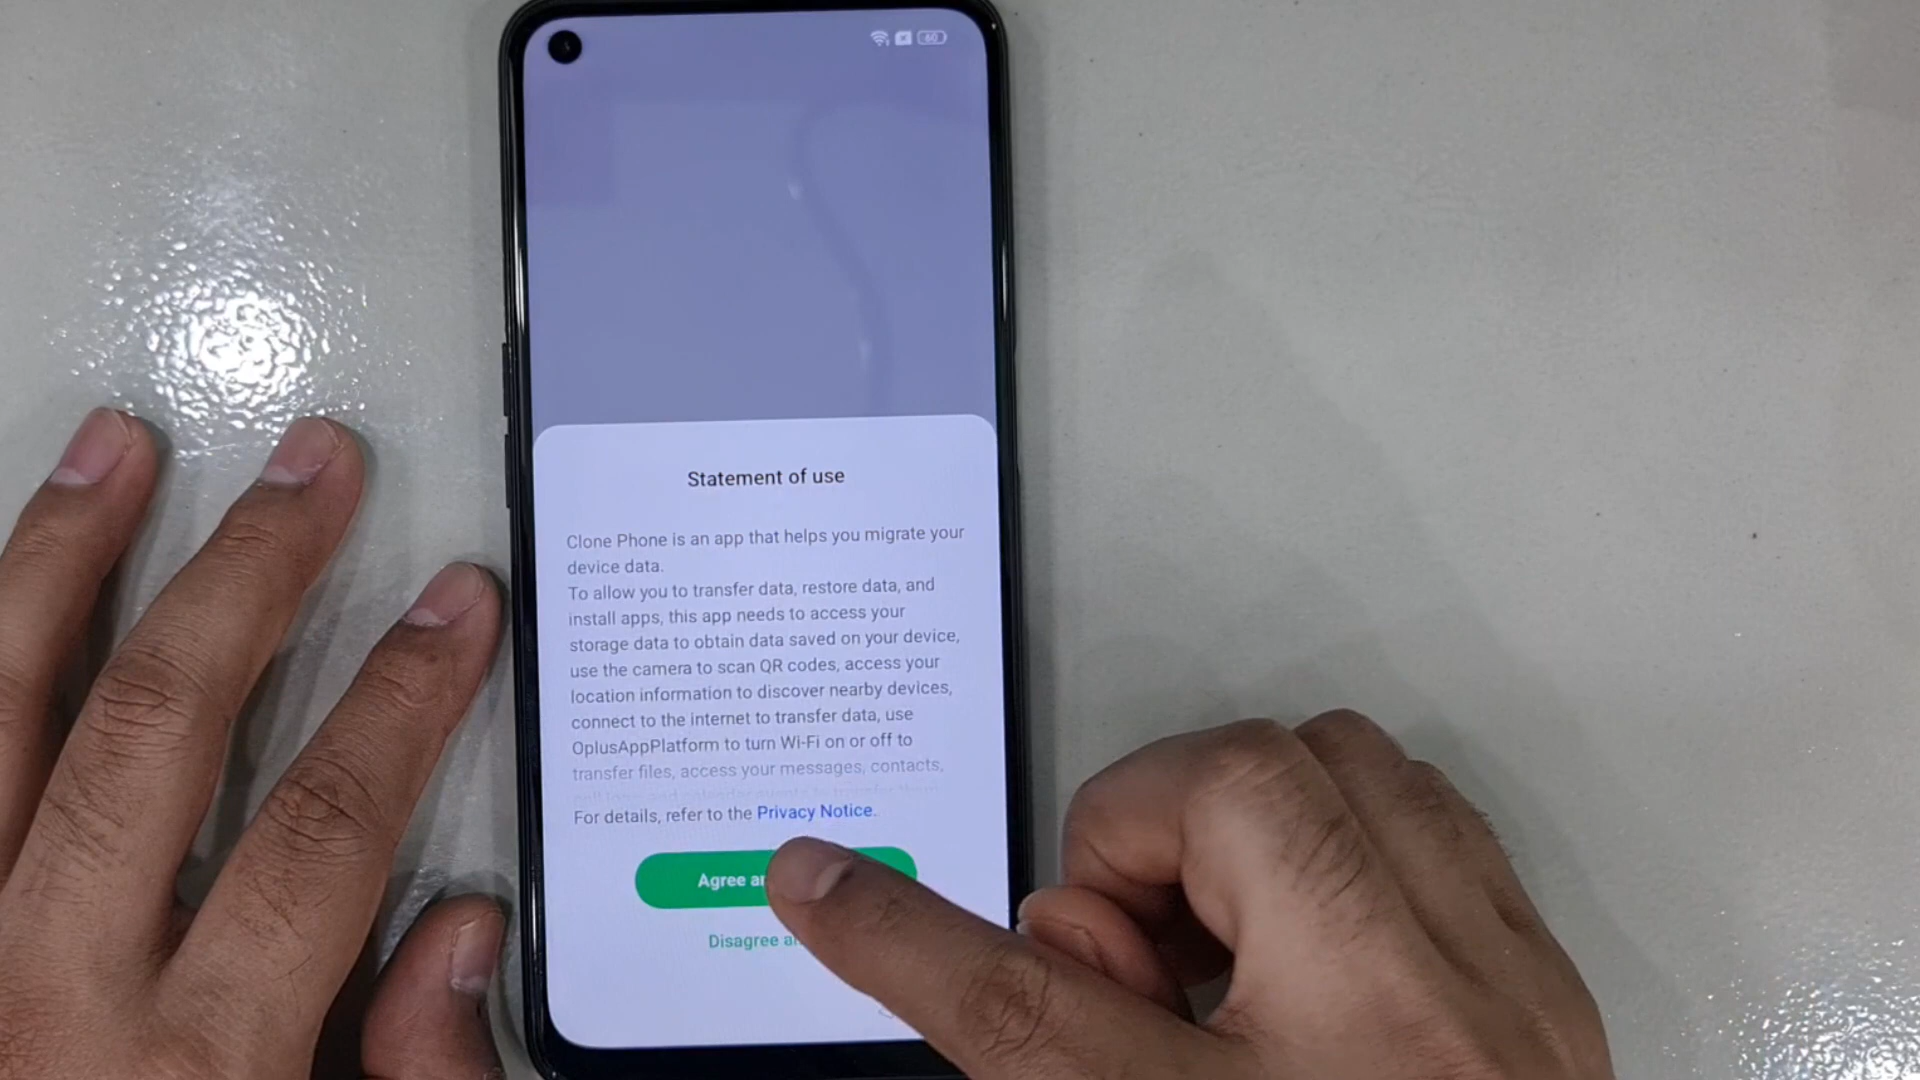 60
Statement of use
Clone Phone is an app that helps you migrate your
device data.
To allow you to transfer data, restore data, and
install apps, this app needs to access your
storage data to obtain data saved on your device,
use the camera to scan QR codes, access your
location information to discover nearby devices,
connect to the internet to transfer data, use
OplusAppPlatform to turn Wi-Fi on or off to
transfer files, access your messages, contacts,
For details, refer to the Privacy Notice.
Agree
Disagree